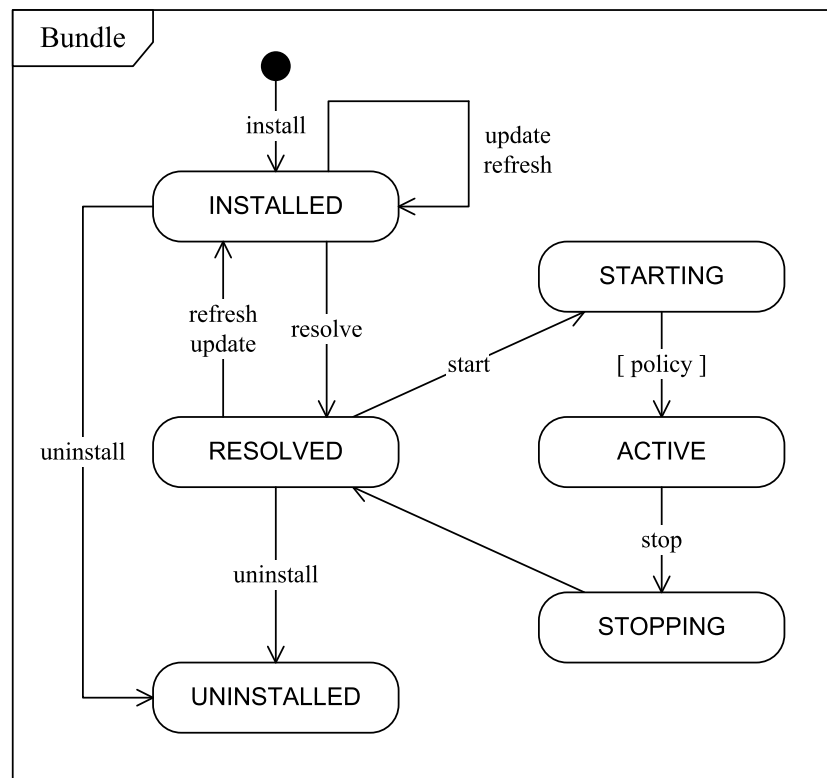 Bundle
install
update
refresh
INSTALLED
STARTING
refresh
update
resolve
start
[ policy ]
uninstall
RESOLVED
ACTIVE
stop
uninstall
STOPPING
UNINSTALLED